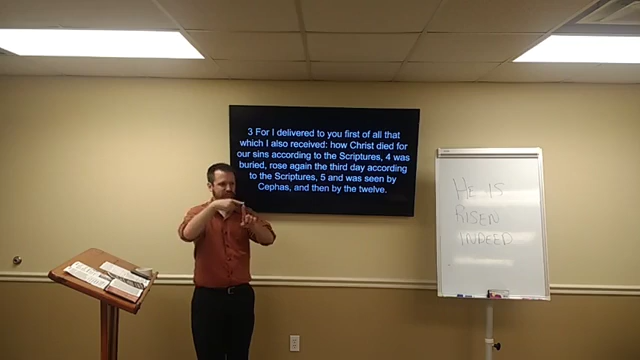 3 For I delivered to you first of all that
which I also received: how Christ died for
our sins according to the Scriptures, 4 was
buried, rose again the third day according
to the Scriptures, 5 and was seen by
Cephas, and then by the twelve.
HE IS
RISEN
INDEED